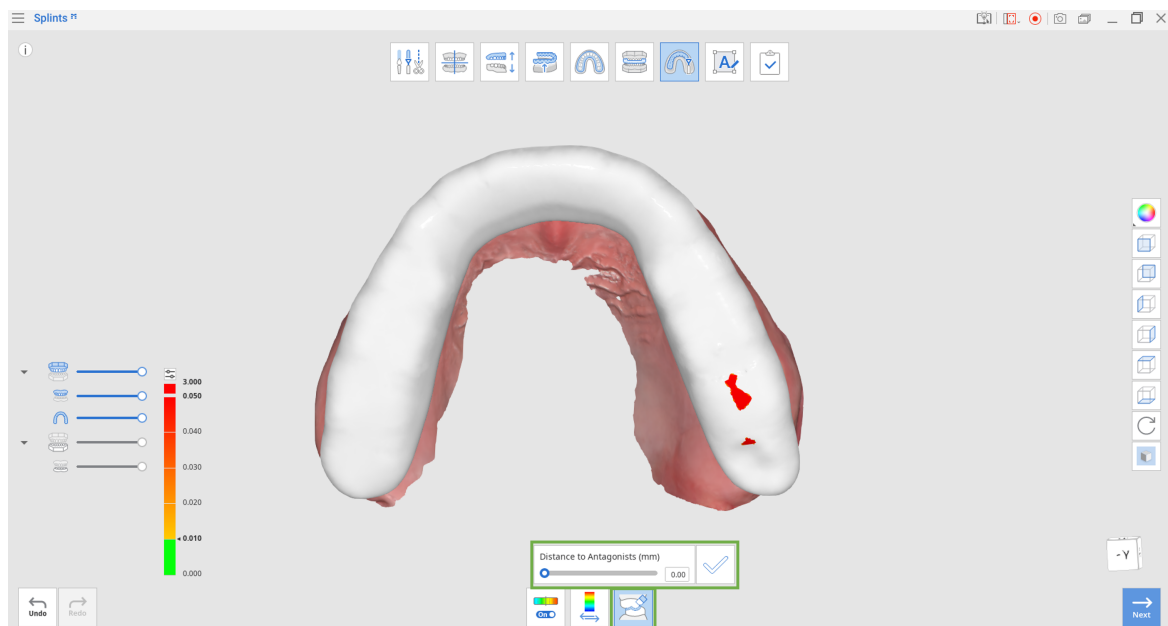 Splints
i
A
3.000
0.050
0.040
0.030
0.020
0.010
0.000
Distance to Antagonists (mm)
0.00
On
- Y
Undo
Redo
Next